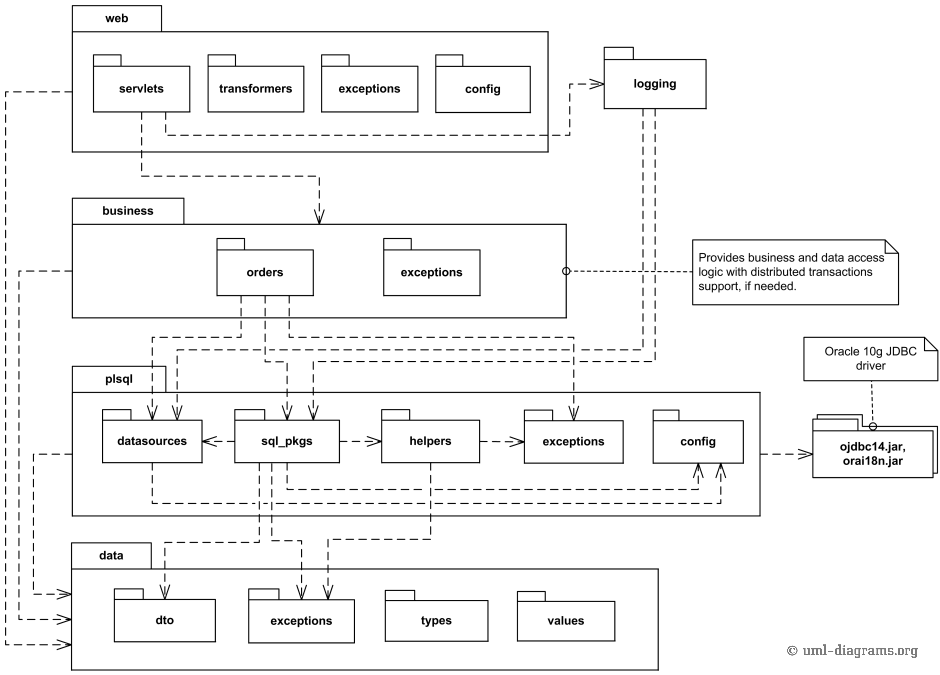 web
servlets
transformers
exceptions
config
logging
business
orders
exceptions
Provides business and data access
logic with distributed transactions
support, if needed.
Oracle 10g JDBC
driver
plsql
datasources
sql_pkgs
helpers
exceptions
config
ojdbc14.jar,
orai18n.jar
data
dto
exceptions
types
values
© uml-diagrams.org